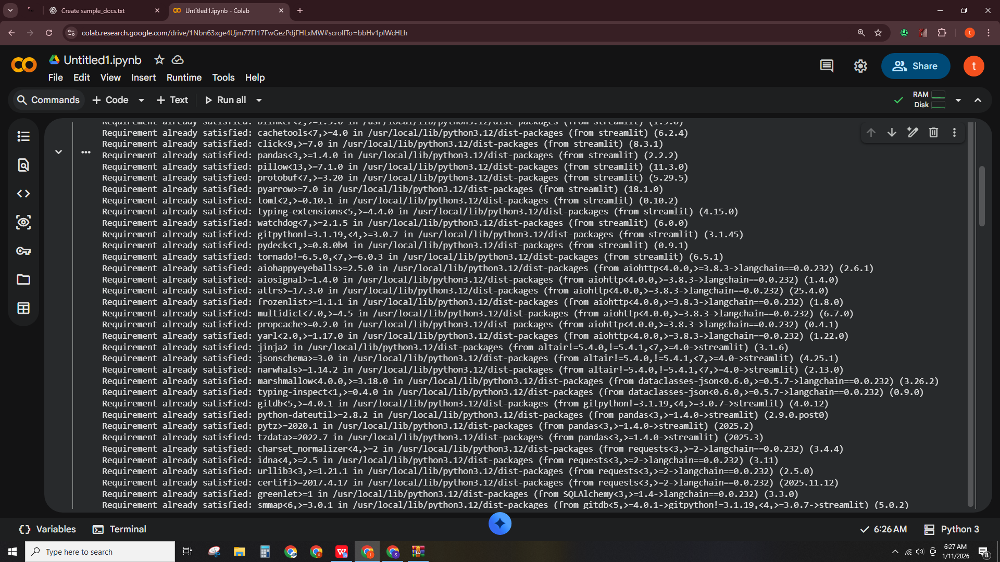 Create sample_docs.txt
Untitled1.ipynb - Colab
colab.research.google.com/drive/1Nbn63xge4Ujm77FI17FwGezPdjFHLxMW#scrollTo=bbHv1plWcHLh
t
Untitled1.ipynb
File Edit View Insert Runtime Tools Help
Share
t
Commands + Code + Text Run all
RAM
Disk
Requirement already satisfied: blinker<2,>=1.5.0 in /usr/local/lib/python3.12/dist-packages (from streamlit) (1.9.0)
Requirement already satisfied: cachetools<7,>=4.0 in /usr/local/lib/python3.12/dist-packages (from streamlit) (6.2.4)
Requirement already satisfied: click<9,>=7.0 in /usr/local/lib/python3.12/dist-packages (from streamlit) (8.3.1)
Requirement already satisfied: pandas<3,>=1.4.0 in /usr/local/lib/python3.12/dist-packages (from streamlit) (2.2.2)
Requirement already satisfied: pillow<13,>=7.1.0 in /usr/local/lib/python3.12/dist-packages (from streamlit) (11.3.0)
Requirement already satisfied: protobuf<7,>=3.20 in /usr/local/lib/python3.12/dist-packages (from streamlit) (5.29.5)
Requirement already satisfied: pyarrow>=7.0 in /usr/local/lib/python3.12/dist-packages (from streamlit) (18.1.0)
Requirement already satisfied: toml<2,>=0.10.1 in /usr/local/lib/python3.12/dist-packages (from streamlit) (0.10.2)
Requirement already satisfied: typing-extensions<5,>=4.4.0 in /usr/local/lib/python3.12/dist-packages (from streamlit) (4.15.0)
Requirement already satisfied: watchdog<7,>=2.1.5 in /usr/local/lib/python3.12/dist-packages (from streamlit) (6.0.0)
Requirement already satisfied: gitpython!=3.1.19,<4,>=3.0.7 in /usr/local/lib/python3.12/dist-packages (from streamlit) (3.1.45)
Requirement already satisfied: pydeck<1,>=0.8.0b4 in /usr/local/lib/python3.12/dist-packages (from streamlit) (0.9.1)
Requirement already satisfied: tornado!=6.5.0,<7,>=6.0.3 in /usr/local/lib/python3.12/dist-packages (from streamlit) (6.5.1)
Requirement already satisfied: aiohappyeyeballs>=2.5.0 in /usr/local/lib/python3.12/dist-packages (from aiohttp<4.0.0,>=3.8.3->langchain==0.0.232) (2.6.1)
Requirement already satisfied: aiosignal>=1.4.0 in /usr/local/lib/python3.12/dist-packages (from aiohttp<4.0.0,>=3.8.3->langchain==0.0.232) (1.4.0)
Requirement already satisfied: attrs>=17.3.0 in /usr/local/lib/python3.12/dist-packages (from aiohttp<4.0.0,>=3.8.3->langchain==0.0.232) (25.4.0)
Requirement already satisfied: frozenlist>=1.1.1 in /usr/local/lib/python3.12/dist-packages (from aiohttp<4.0.0,>=3.8.3->langchain==0.0.232) (1.8.0)
Requirement already satisfied: multidict<7.0,>=4.5 in /usr/local/lib/python3.12/dist-packages (from aiohttp<4.0.0,>=3.8.3->langchain==0.0.232) (6.7.0)
Requirement already satisfied: propcache>=0.2.0 in /usr/local/lib/python3.12/dist-packages (from aiohttp<4.0.0,>=3.8.3->langchain==0.0.232) (0.4.1)
Requirement already satisfied: yarl<2.0,>=1.17.0 in /usr/local/lib/python3.12/dist-packages (from aiohttp<4.0.0,>=3.8.3->langchain==0.0.232) (1.22.0)
Requirement already satisfied: jinja2 in /usr/local/lib/python3.12/dist-packages (from altair!=5.4.0,!=5.4.1,<7,>=4.0->streamlit) (3.1.6)
Requirement already satisfied: jsonschema>=3.0 in /usr/local/lib/python3.12/dist-packages (from altair!=5.4.0,!=5.4.1,<7,>=4.0->streamlit) (4.25.1)
Requirement already satisfied: narwhals>=1.14.2 in /usr/local/lib/python3.12/dist-packages (from altair!=5.4.0,!=5.4.1,<7,>=4.0->streamlit) (2.13.0)
Requirement already satisfied: marshmallow<4.0.0,>=3.18.0 in /usr/local/lib/python3.12/dist-packages (from dataclasses-json<0.6.0,>=0.5.7->langchain==0.0.232) (3.26.2)
Requirement already satisfied: typing-inspect<1,>=0.4.0 in /usr/local/lib/python3.12/dist-packages (from dataclasses-json<0.6.0,>=0.5.7->langchain==0.0.232) (0.9.0)
Requirement already satisfied: gitdb<5,>=4.0.1 in /usr/local/lib/python3.12/dist-packages (from gitpython!=3.1.19,<4,>=3.0.7->streamlit) (4.0.12)
Requirement already satisfied: python-dateutil>=2.8.2 in /usr/local/lib/python3.12/dist-packages (from pandas<3,>=1.4.0->streamlit) (2.9.0.post0)
Requirement already satisfied: pytz>=2020.1 in /usr/local/lib/python3.12/dist-packages (from pandas<3,>=1.4.0->streamlit) (2025.2)
Requirement already satisfied: tzdata>=2022.7 in /usr/local/lib/python3.12/dist-packages (from pandas<3,>=1.4.0->streamlit) (2025.3)
Requirement already satisfied: charset_normalizer<4,>=2 in /usr/local/lib/python3.12/dist-packages (from requests<3,>=2->langchain==0.0.232) (3.4.4)
Requirement already satisfied: idna<4,>=2.5 in /usr/local/lib/python3.12/dist-packages (from requests<3,>=2->langchain==0.0.232) (3.11)
Requirement already satisfied: urllib3<3,>=1.21.1 in /usr/local/lib/python3.12/dist-packages (from requests<3,>=2->langchain==0.0.232) (2.5.0)
Requirement already satisfied: certifi>=2017.4.17 in /usr/local/lib/python3.12/dist-packages (from requests<3,>=2->langchain==0.0.232) (2025.11.12)
Requirement already satisfied: greenlet>=1 in /usr/local/lib/python3.12/dist-packages (from SQLAlchemy<3,>=1.4->langchain==0.0.232) (3.3.0)
Requirement already satisfied: smmap<6,>=3.0.1 in /usr/local/lib/python3.12/dist-packages (from gitdb<5,>=4.0.1->gitpython!=3.1.19,<4,>=3.0.7->streamlit) (5.0.2)
Variables Terminal
6:26 AM Python 3
Type here to search
6:27 AM
1/11/2026
8